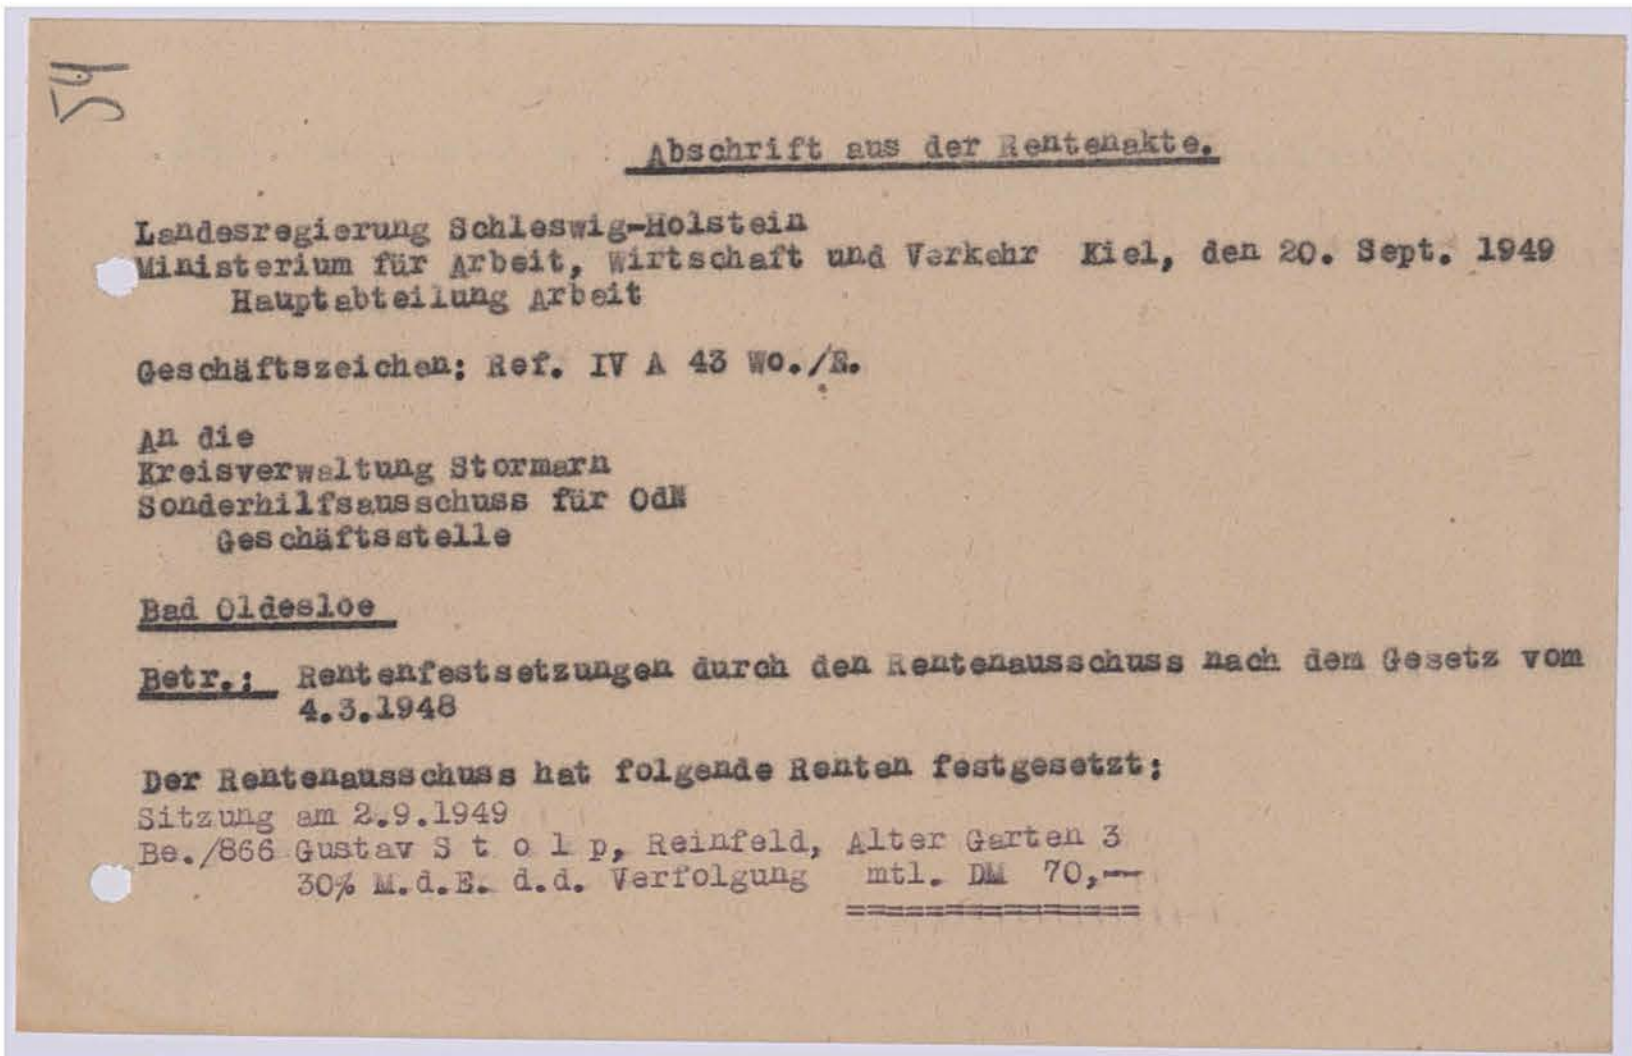 54
Abschrift aus der Rentenakte.
Landesregierung Schleswig-Holstein
Ministerium für Arbeit, Wirtschaft und Verkehr Kiel, den 20. Sept. 1949
Hauptabteilung Arbeit
Geschäftszeichen: Ref. IV A 43 Wo./E.
An die
Kreisverwaltung Stormarn
Sonderhilfsausschuss für OdN
Geschäftsstelle
Bad Oldesloe
Betr.: Rentenfestsetzungen durch den Rentenausschuss nach dem Gesetz vom
4.3.1948
Der Rentenausschuss hat folgende Renten festgesetzt:
Sitzung am 2.9.1949
Be./866 Gustav S t o l p, Reinfeld, Alter Garten 3
30% M.d.E. d.d. Verfolgung mtl. DM 70,--
===============